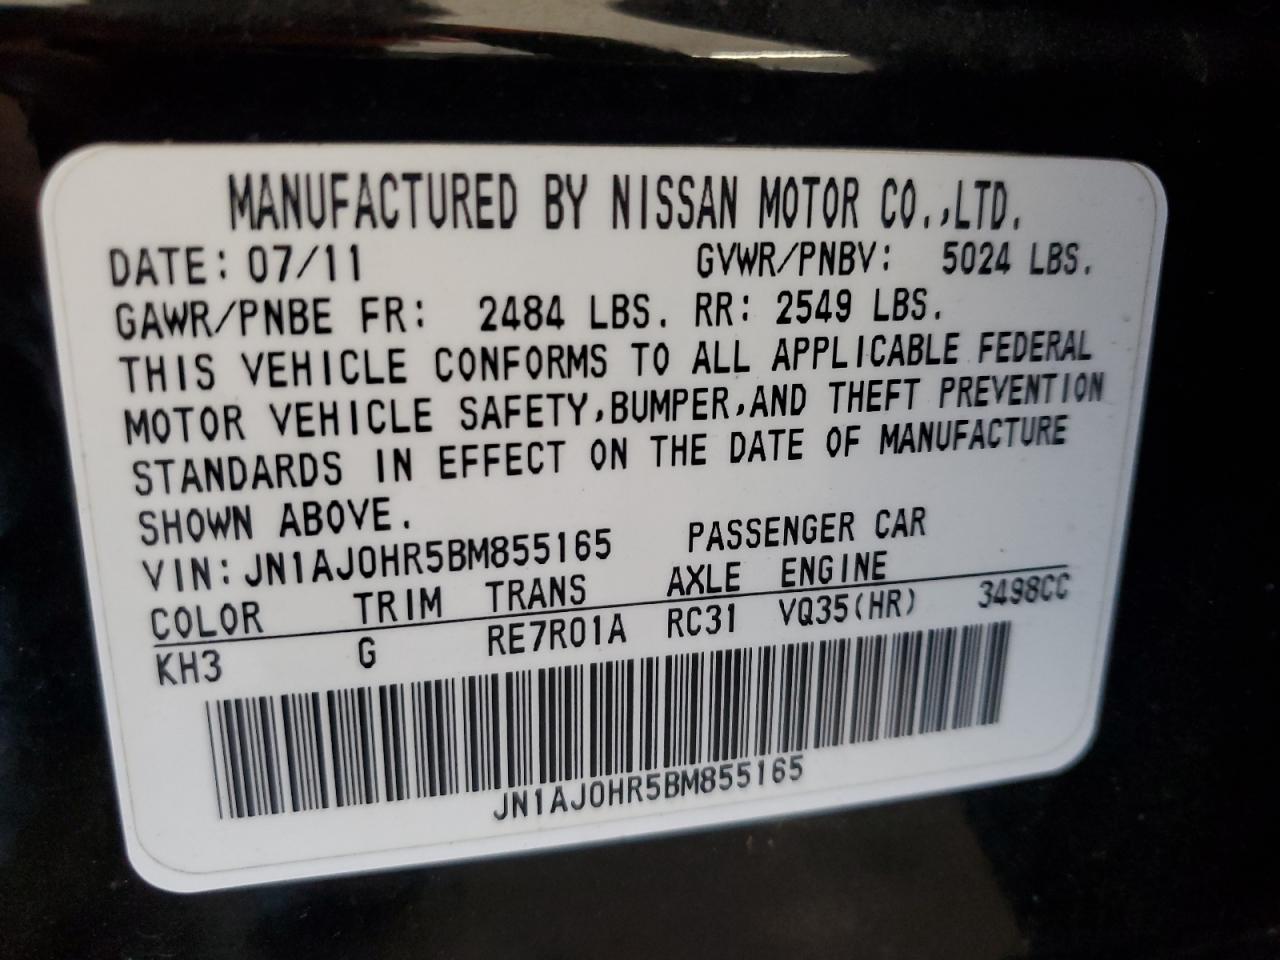 MANUFACTURED BY NISSAN MOTOR CO.,LTD.
DATE: 07/11 GVWR/PNBV: 5024 LBS.
GAWR/PNBE FR: 2484 LBS. RR: 2549 LBS.
THIS VEHICLE CONFORMS TO ALL APPLICABLE FEDERAL
MOTOR VEHICLE SAFETY,BUMPER,AND THEFT PREVENTION
STANDARDS IN EFFECT ON THE DATE OF MANUFACTURE
SHOWN ABOVE.
VIN: JN1AJ0HR5BM855165 PASSENGER CAR
COLOR TRIM TRANS AXLE ENGINE
KH3 G RE7R01A RC31 VQ35(HR) 3498CC
JN1AJ0HR5BM855165